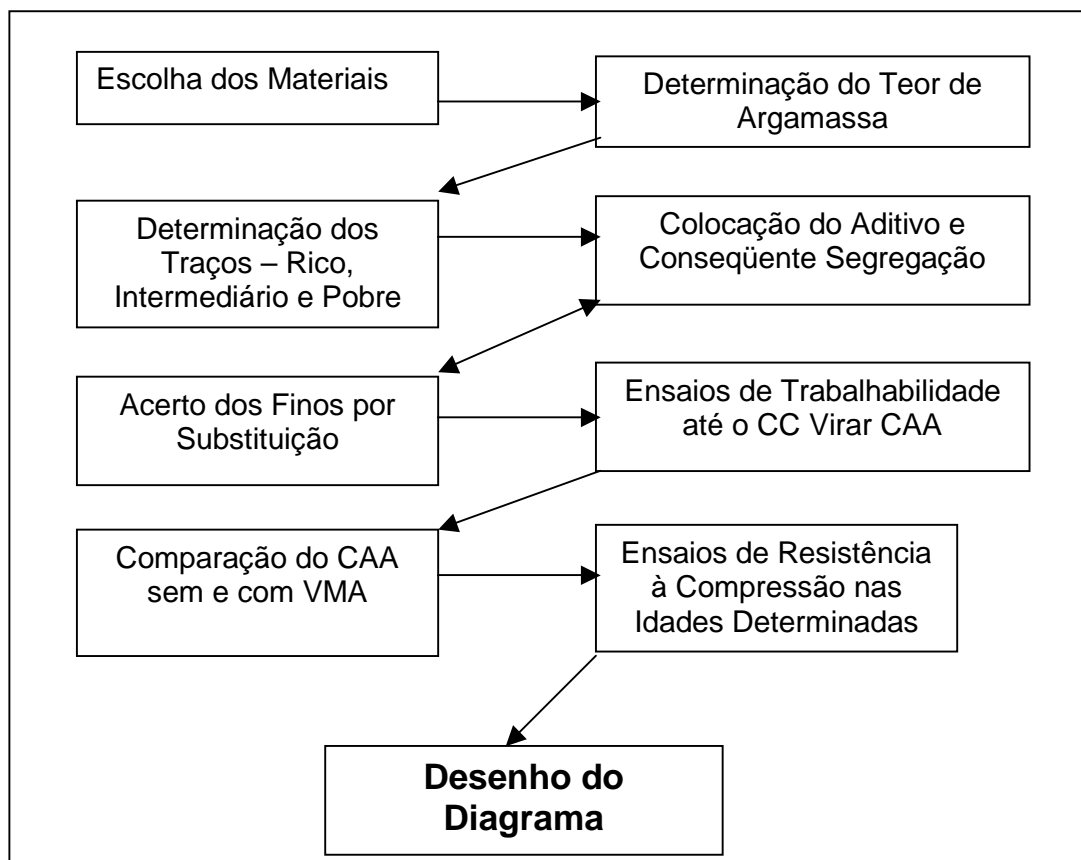 Escolha dos Materiais
Determinação do Teor de
Argamassa
Determinação dos
Traços – Rico,
Intermediário e Pobre
Colocação do Aditivo e
Conseqüente Segregação
Acerto dos Finos por
Substituição
Ensaios de Trabalhabilidade
até o CC Virar CAA
Comparação do CAA
sem e com VMA
Ensaios de Resistência
à Compressão nas
Idades Determinadas
Desenho do
Diagrama